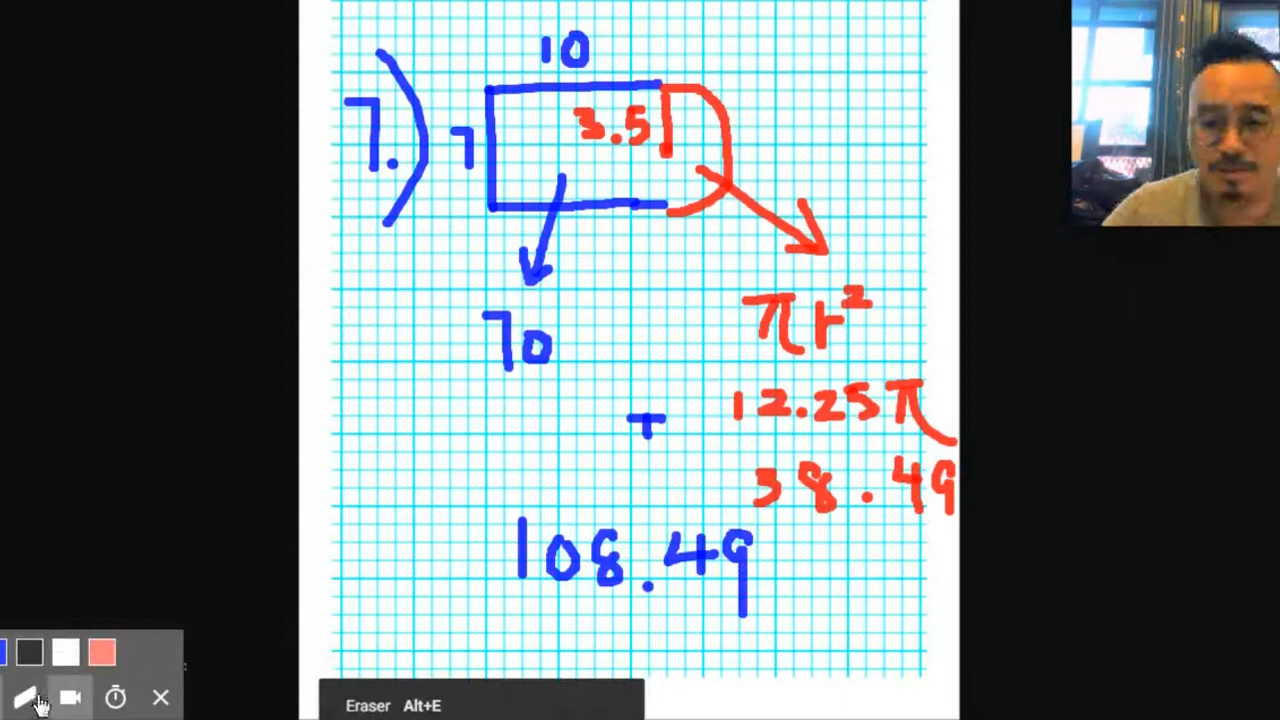 7.)
10
7
3.5
70
πr²
12.25π
+
38.49
108.49
Eraser Alt+E